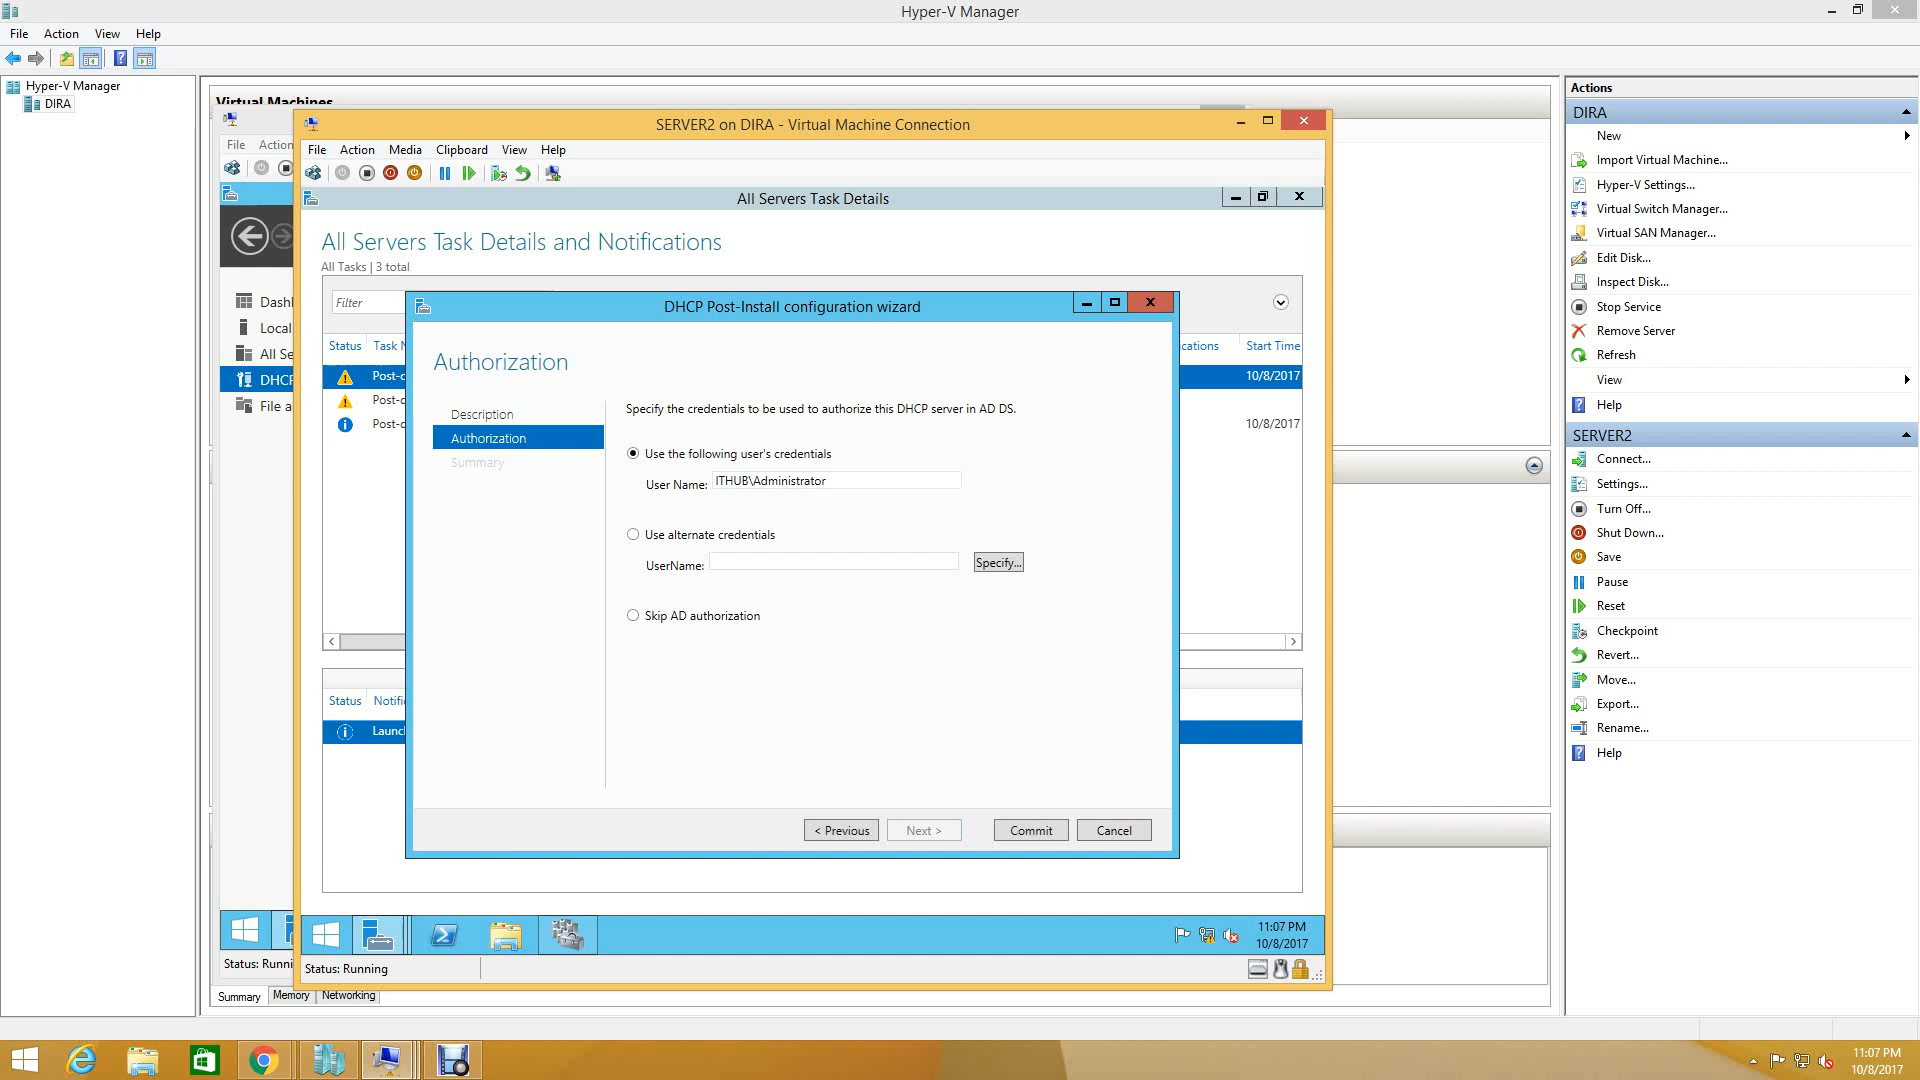 Hyper-V Manager
File Action View Help
Hyper-V Manager
DIRA
Virtual Machines
File Action
SERVER2 on DIRA - Virtual Machine Connection
File Action Media Clipboard View Help
All Servers Task Details
All Servers Task Details and Notifications
All Tasks | 3 total
Filter
Status Task N
ications Start Time
Post-c 10/8/2017
Post-c
Post-c 10/8/2017
Dashb
Local
All Se
DHCP
File a
DHCP Post-Install configuration wizard
Authorization
Description
Authorization
Summary
Specify the credentials to be used to authorize this DHCP server in AD DS.
Use the following user's credentials
User Name: ITHUB\Administrator
Use alternate credentials
UserName: Specify...
Skip AD authorization
< Previous Next > Commit Cancel
Status Notifi
Launc
11:07 PM
10/8/2017
Status: Runni
Status: Running
Summary Memory Networking
Actions
DIRA
New
Import Virtual Machine...
Hyper-V Settings...
Virtual Switch Manager...
Virtual SAN Manager...
Edit Disk...
Inspect Disk...
Stop Service
Remove Server
Refresh
View
Help
SERVER2
Connect...
Settings...
Turn Off...
Shut Down...
Save
Pause
Reset
Checkpoint
Revert...
Move...
Export...
Rename...
Help
11:07 PM
10/8/2017